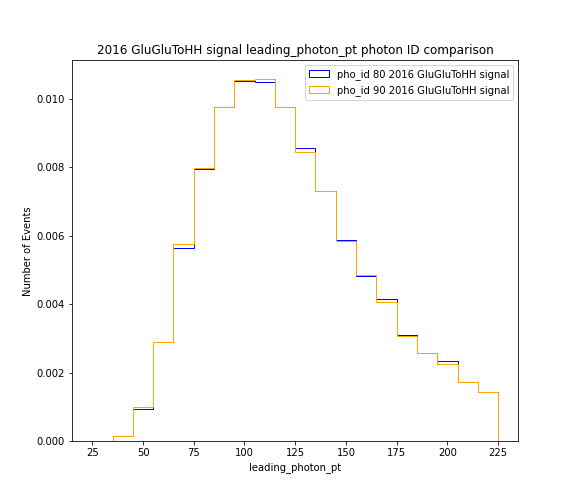 2016 GluGluToHH signal leading_photon_pt photon ID comparison
pho_id 80 2016 GluGluToHH signal
pho_id 90 2016 GluGluToHH signal
Number of Events
0.010
0.008
0.006
0.004
0.002
0.000
25 50 75 100 125 150 175 200 225
leading_photon_pt